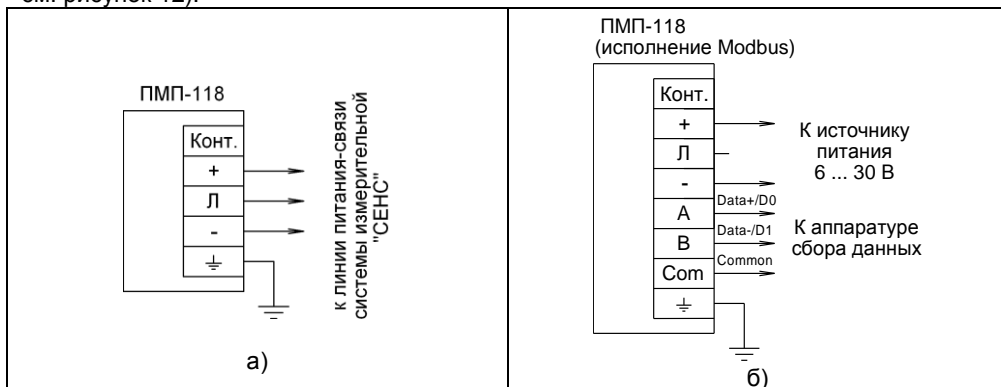 см. рисунок 12).
ПМП-118
Конт.
+
Л
-
к линии питания-связи
системы измерительной
"СЕНС"
а)
ПМП-118
(исполнение Modbus)
Конт.
+
Л
-
A
B
Com
К источнику
питания
6 ... 30 В
Data+/D0
Data-/D1
Common
К аппаратуре
сбора данных
б)